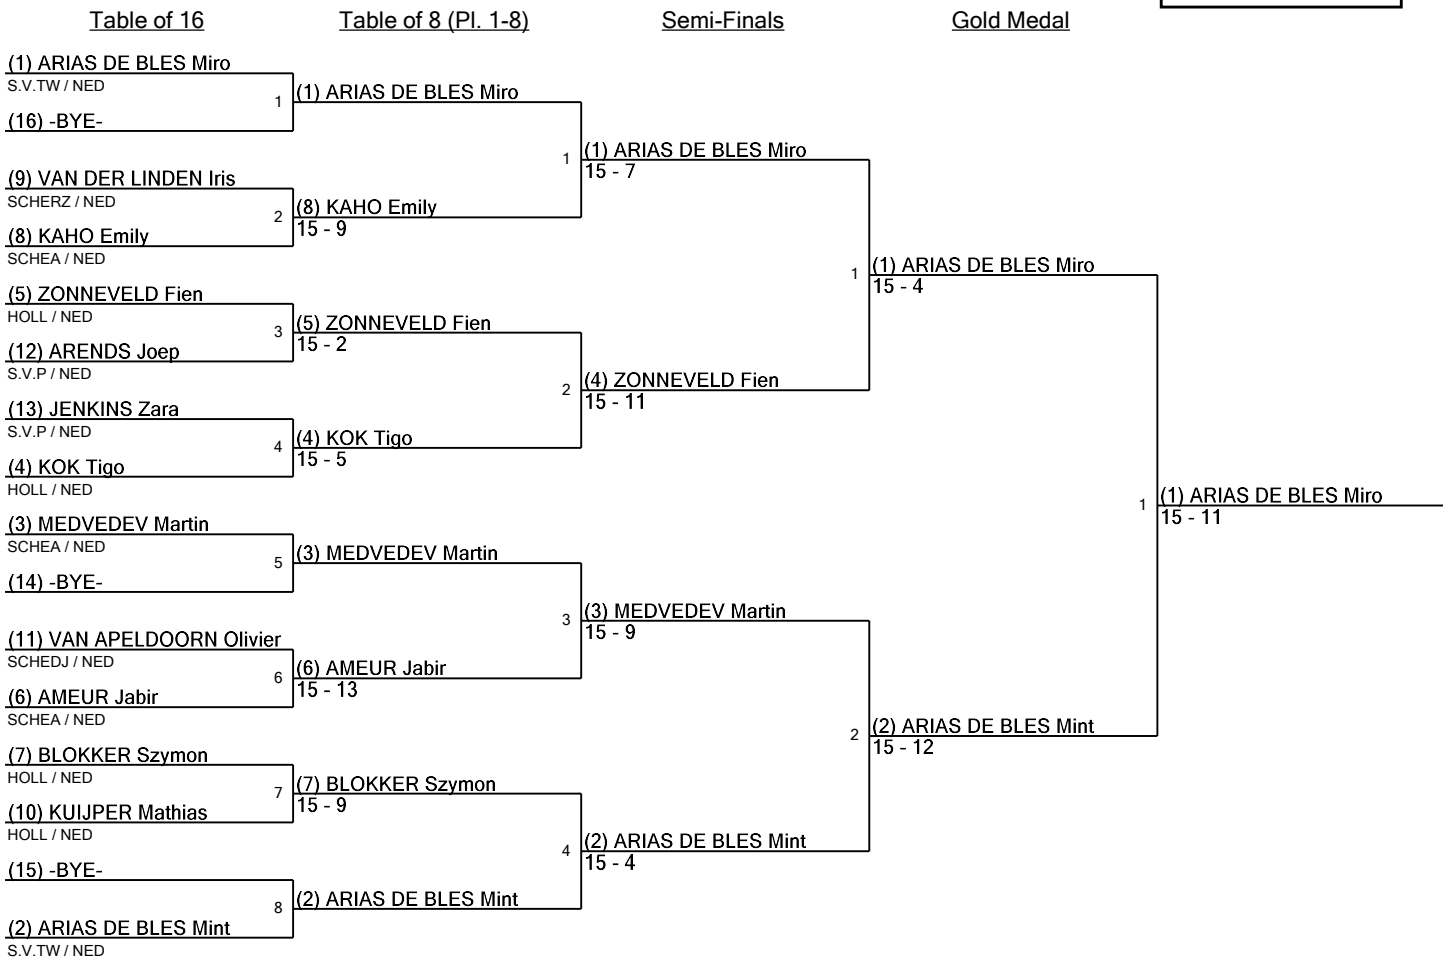 Table of 16
Table of 8 (Pl. 1-8)
Semi-Finals
Gold Medal
(1) ARIAS DE BLES Miro
S.V.TW / NED
1
(16) -BYE-
(9) VAN DER LINDEN Iris
SCHERZ / NED
2
(8) KAHO Emily
SCHEA / NED
(5) ZONNEVELD Fien
HOLL / NED
3
(12) ARENDS Joep
S.V.P / NED
(13) JENKINS Zara
S.V.P / NED
4
(4) KOK Tigo
HOLL / NED
(3) MEDVEDEV Martin
SCHEA / NED
5
(14) -BYE-
(11) VAN APELDOORN Olivier
SCHEDJ / NED
6
(6) AMEUR Jabir
SCHEA / NED
(7) BLOKKER Szymon
HOLL / NED
7
(10) KUIJPER Mathias
HOLL / NED
(15) -BYE-
8
(2) ARIAS DE BLES Mint
S.V.TW / NED
(1) ARIAS DE BLES Miro
1
(8) KAHO Emily
15 - 9
(5) ZONNEVELD Fien
15 - 2
2
(4) KOK Tigo
15 - 5
(3) MEDVEDEV Martin
3
(6) AMEUR Jabir
15 - 13
(7) BLOKKER Szymon
15 - 9
4
(2) ARIAS DE BLES Mint
(1) ARIAS DE BLES Miro
15 - 7
1
(4) ZONNEVELD Fien
15 - 11
(3) MEDVEDEV Martin
15 - 9
2
(2) ARIAS DE BLES Mint
15 - 4
(1) ARIAS DE BLES Miro
15 - 4
1
(2) ARIAS DE BLES Mint
15 - 12
(1) ARIAS DE BLES Miro
15 - 11